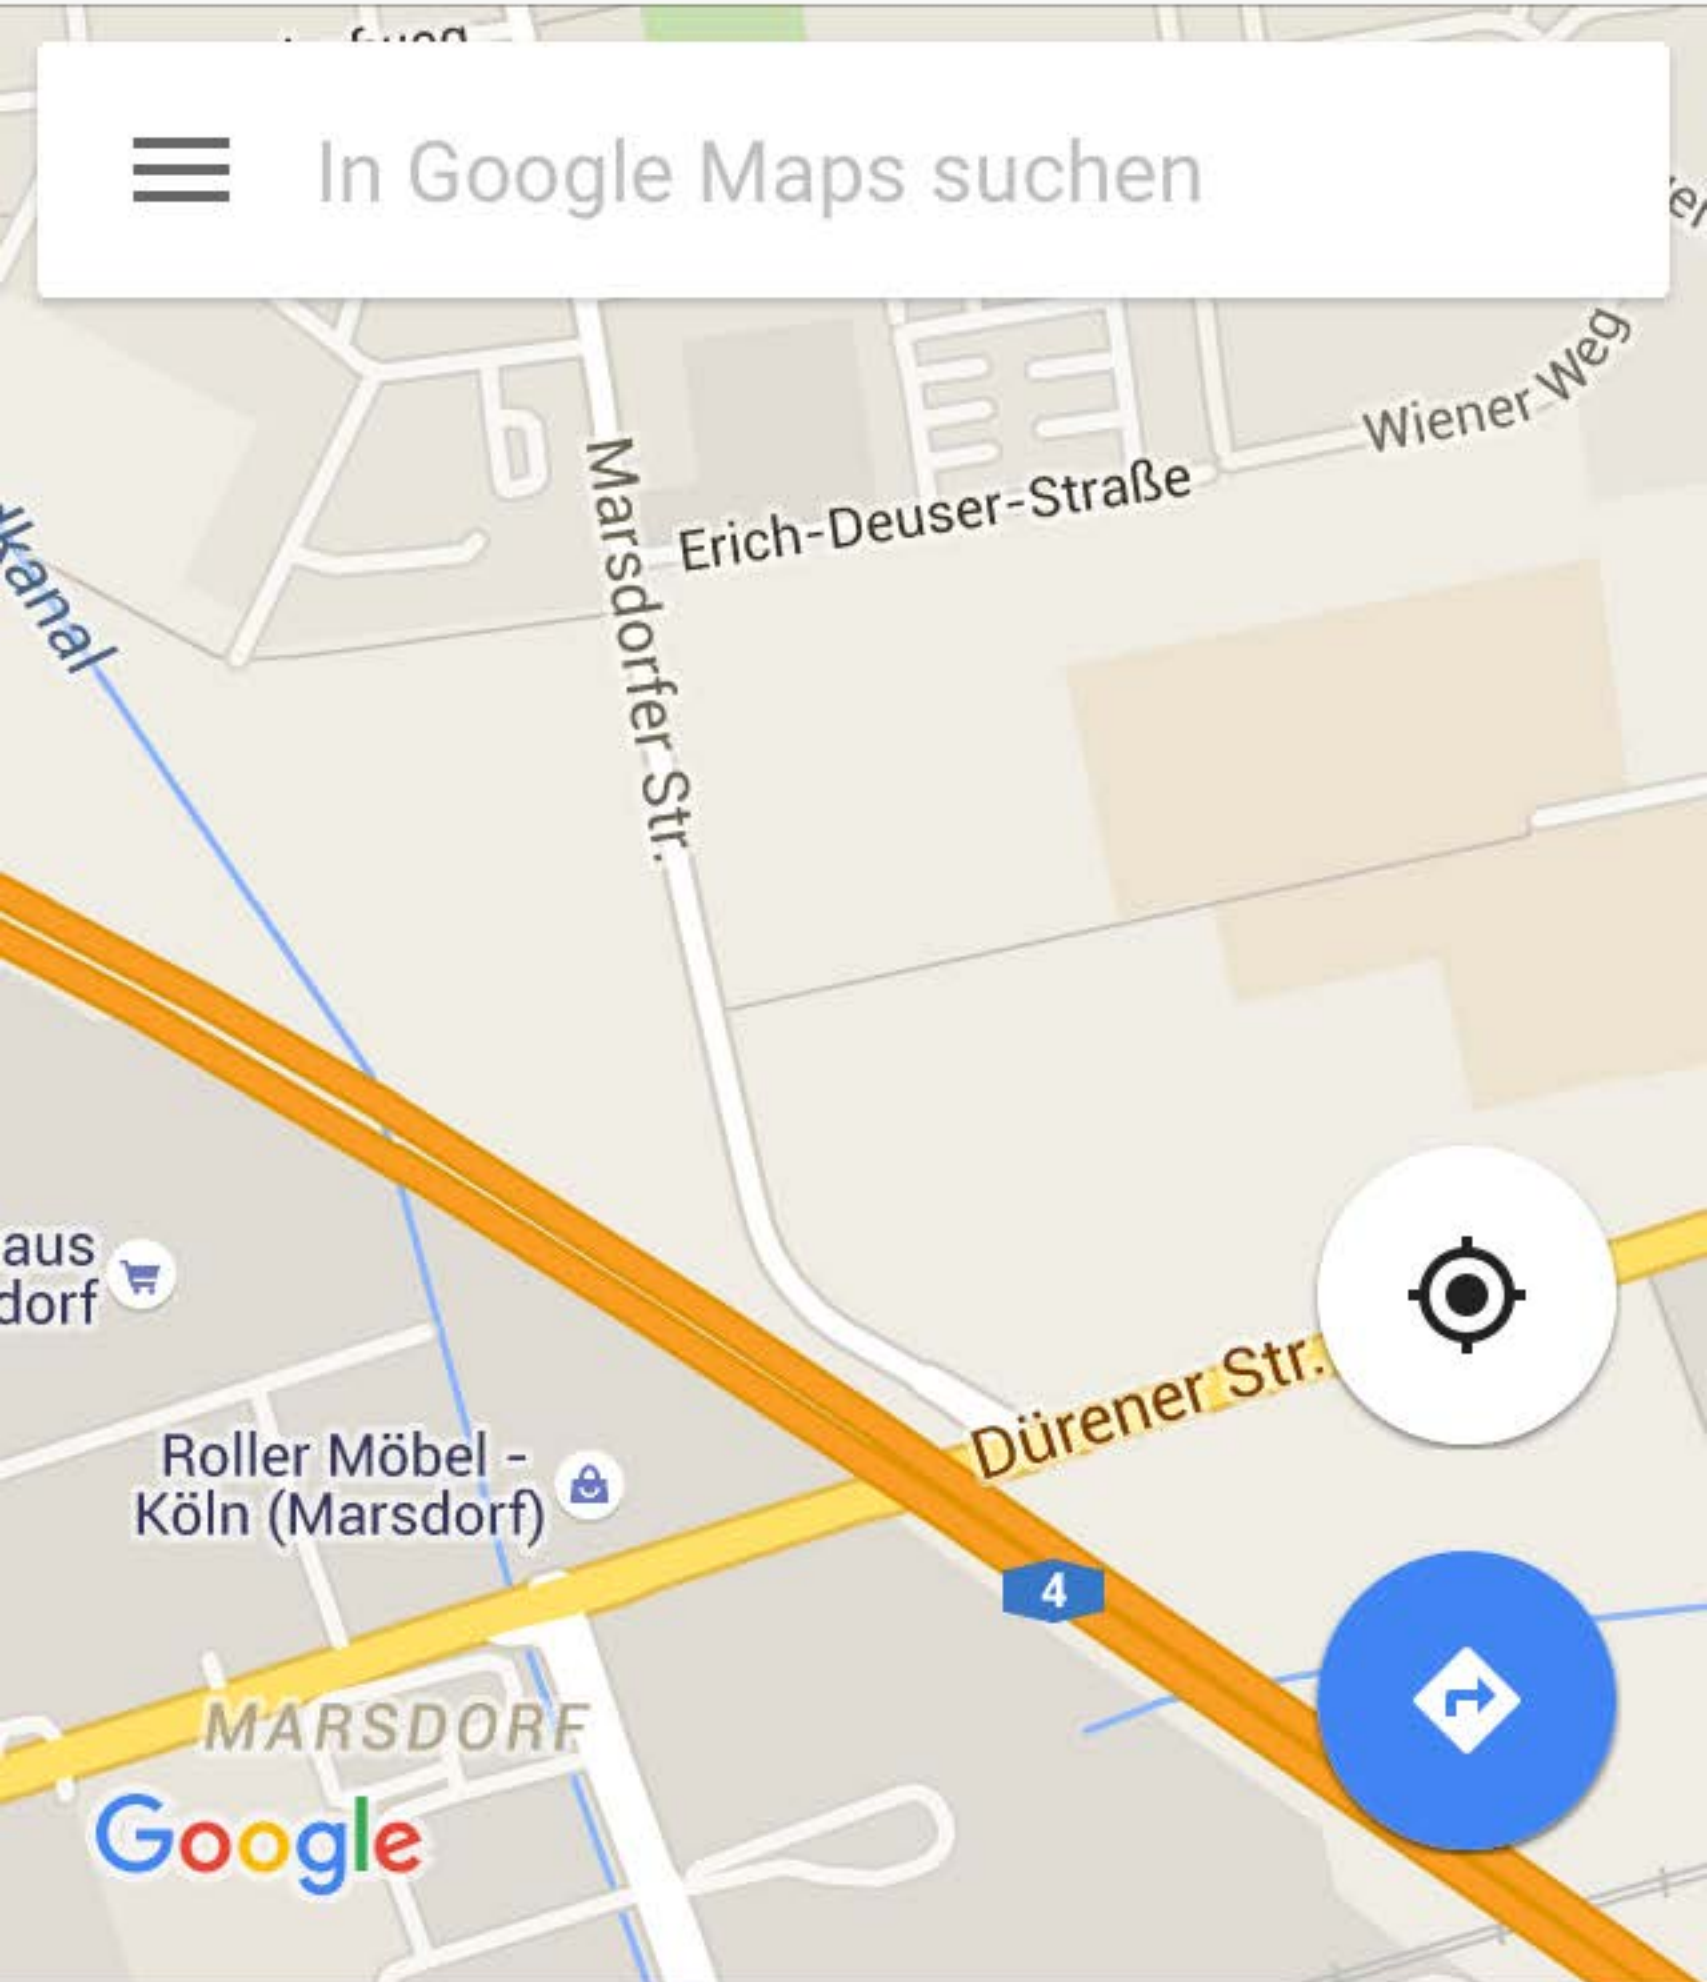 In Google Maps suchen
Wiener Weg
Erich-Deuser-Straße
Marsdorfer Str.
dkanal
aus
dorf
Dürener Str.
Roller Möbel -
Köln (Marsdorf)
4
MARSDORF
Google